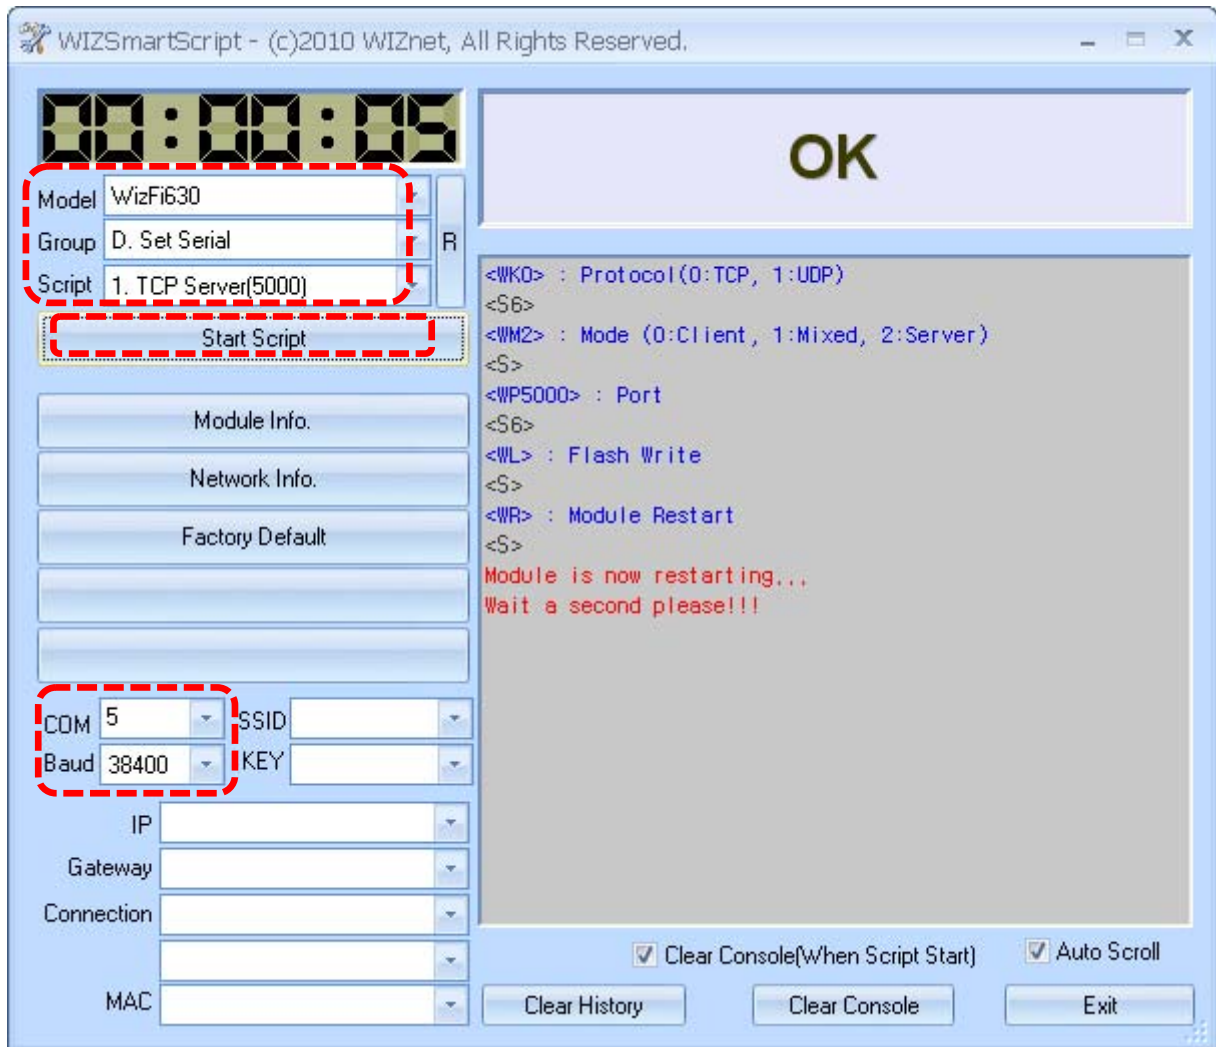 WIZSmartScript - (c)2010 WIZnet, All Rights Reserved.
00:00:05
OK
Model WizFi630
Group D. Set Serial
R
Script 1. TCP Server(5000)
Start Script
Module Info.
Network Info.
Factory Default
COM 5 SSID
Baud 38400 KEY
IP
Gateway
Connection
MAC
<WK0> : Protocol(0:TCP, 1:UDP)
<S6>
<WM2> : Mode (0:Client, 1:Mixed, 2:Server)
<S>
<WP5000> : Port
<S6>
<WL> : Flash Write
<S>
<WR> : Module Restart
<S>
Module is now restarting...
Wait a second please!!!
Clear Console(When Script Start) Auto Scroll
Clear History Clear Console Exit